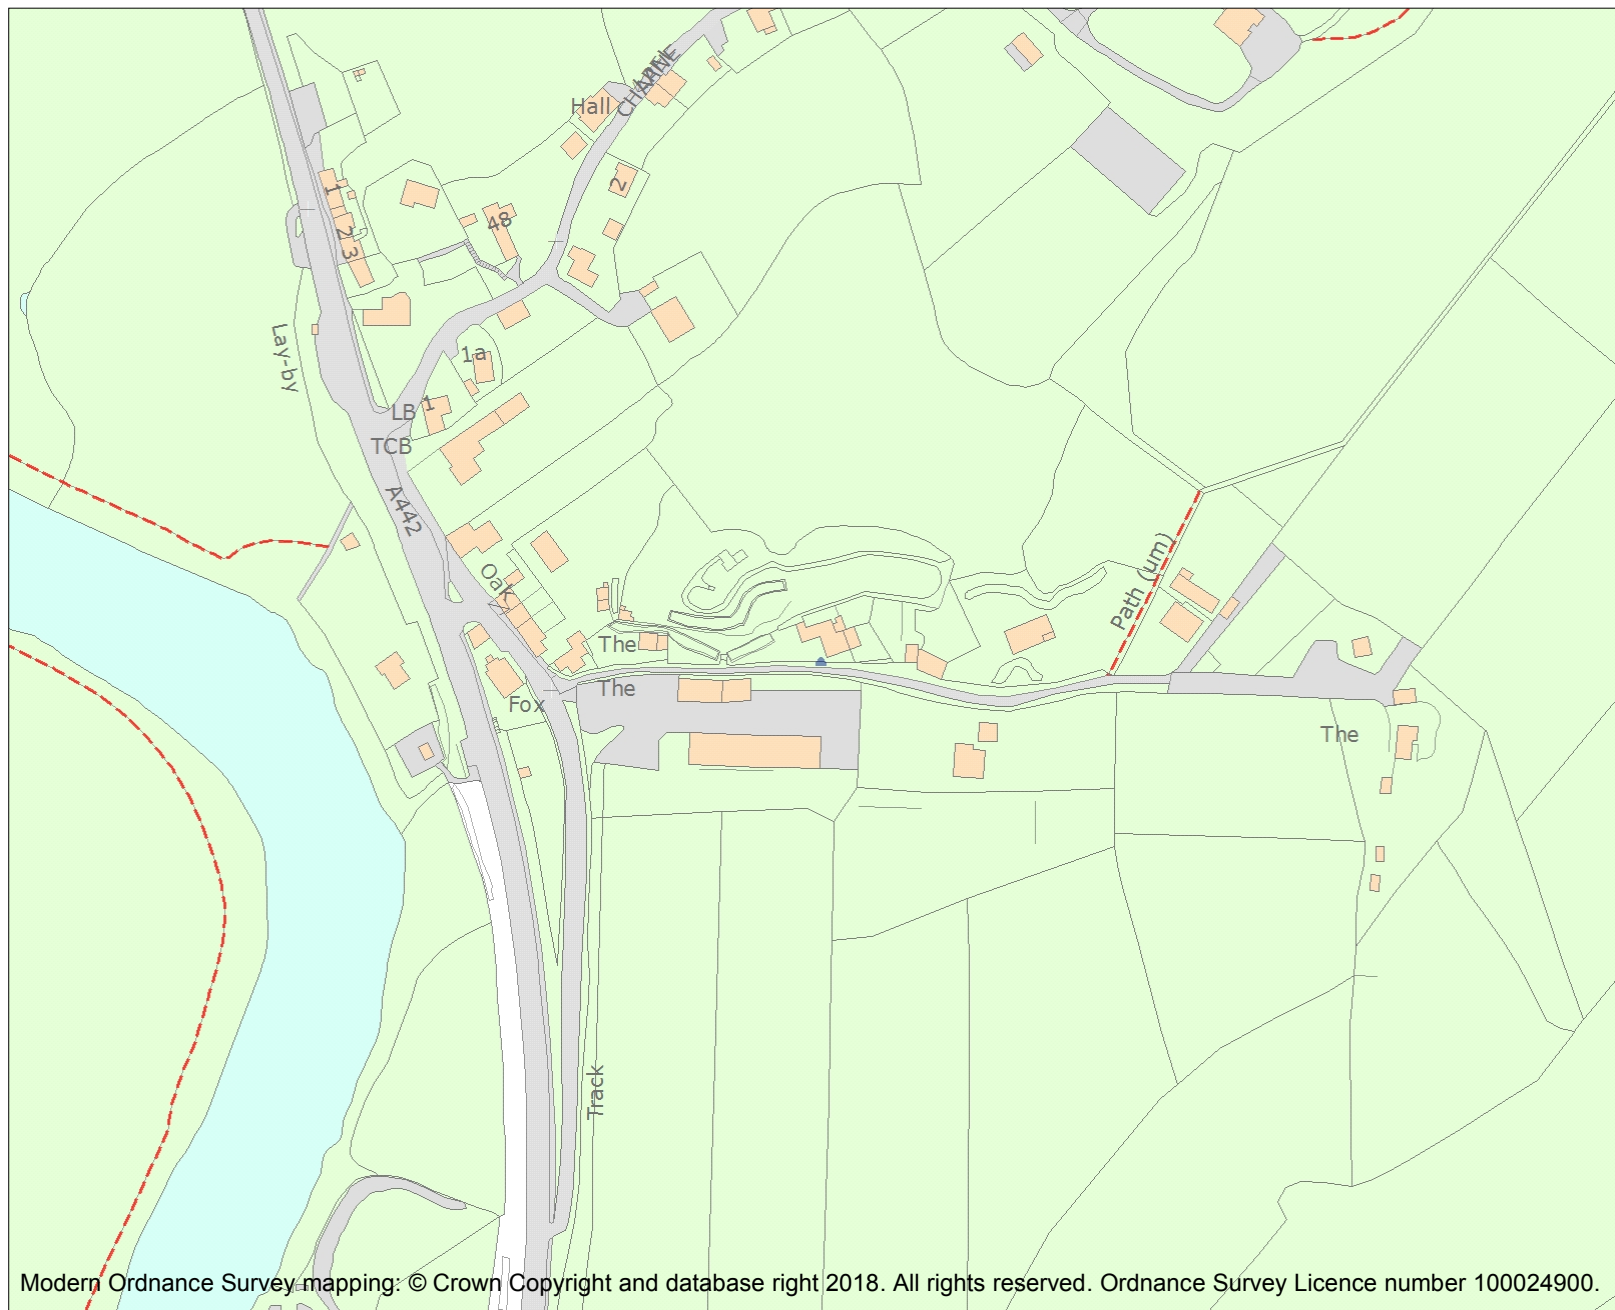 CHAPEL LANE
Hall
1
2
2
3
48
Lay-by
1a
LB
1
TCB
A442
Oak
Path (um)
The
The
Fox
The
Track
Modern Ordnance Survey mapping: © Crown Copyright and database right 2018. All rights reserved. Ordnance Survey Licence number 100024900.